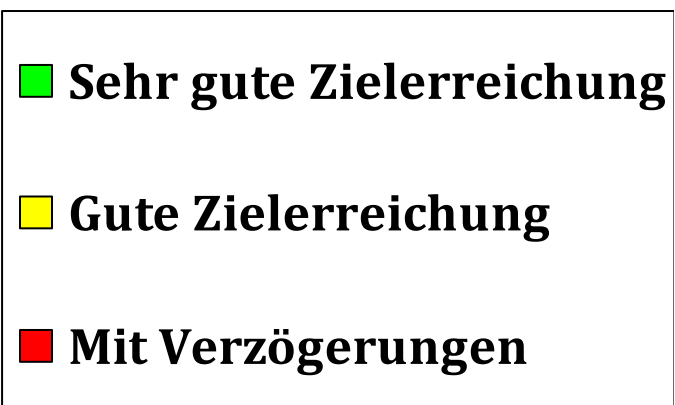 Sehr gute Zielerreichung
Gute Zielerreichung
Mit Verzögerungen